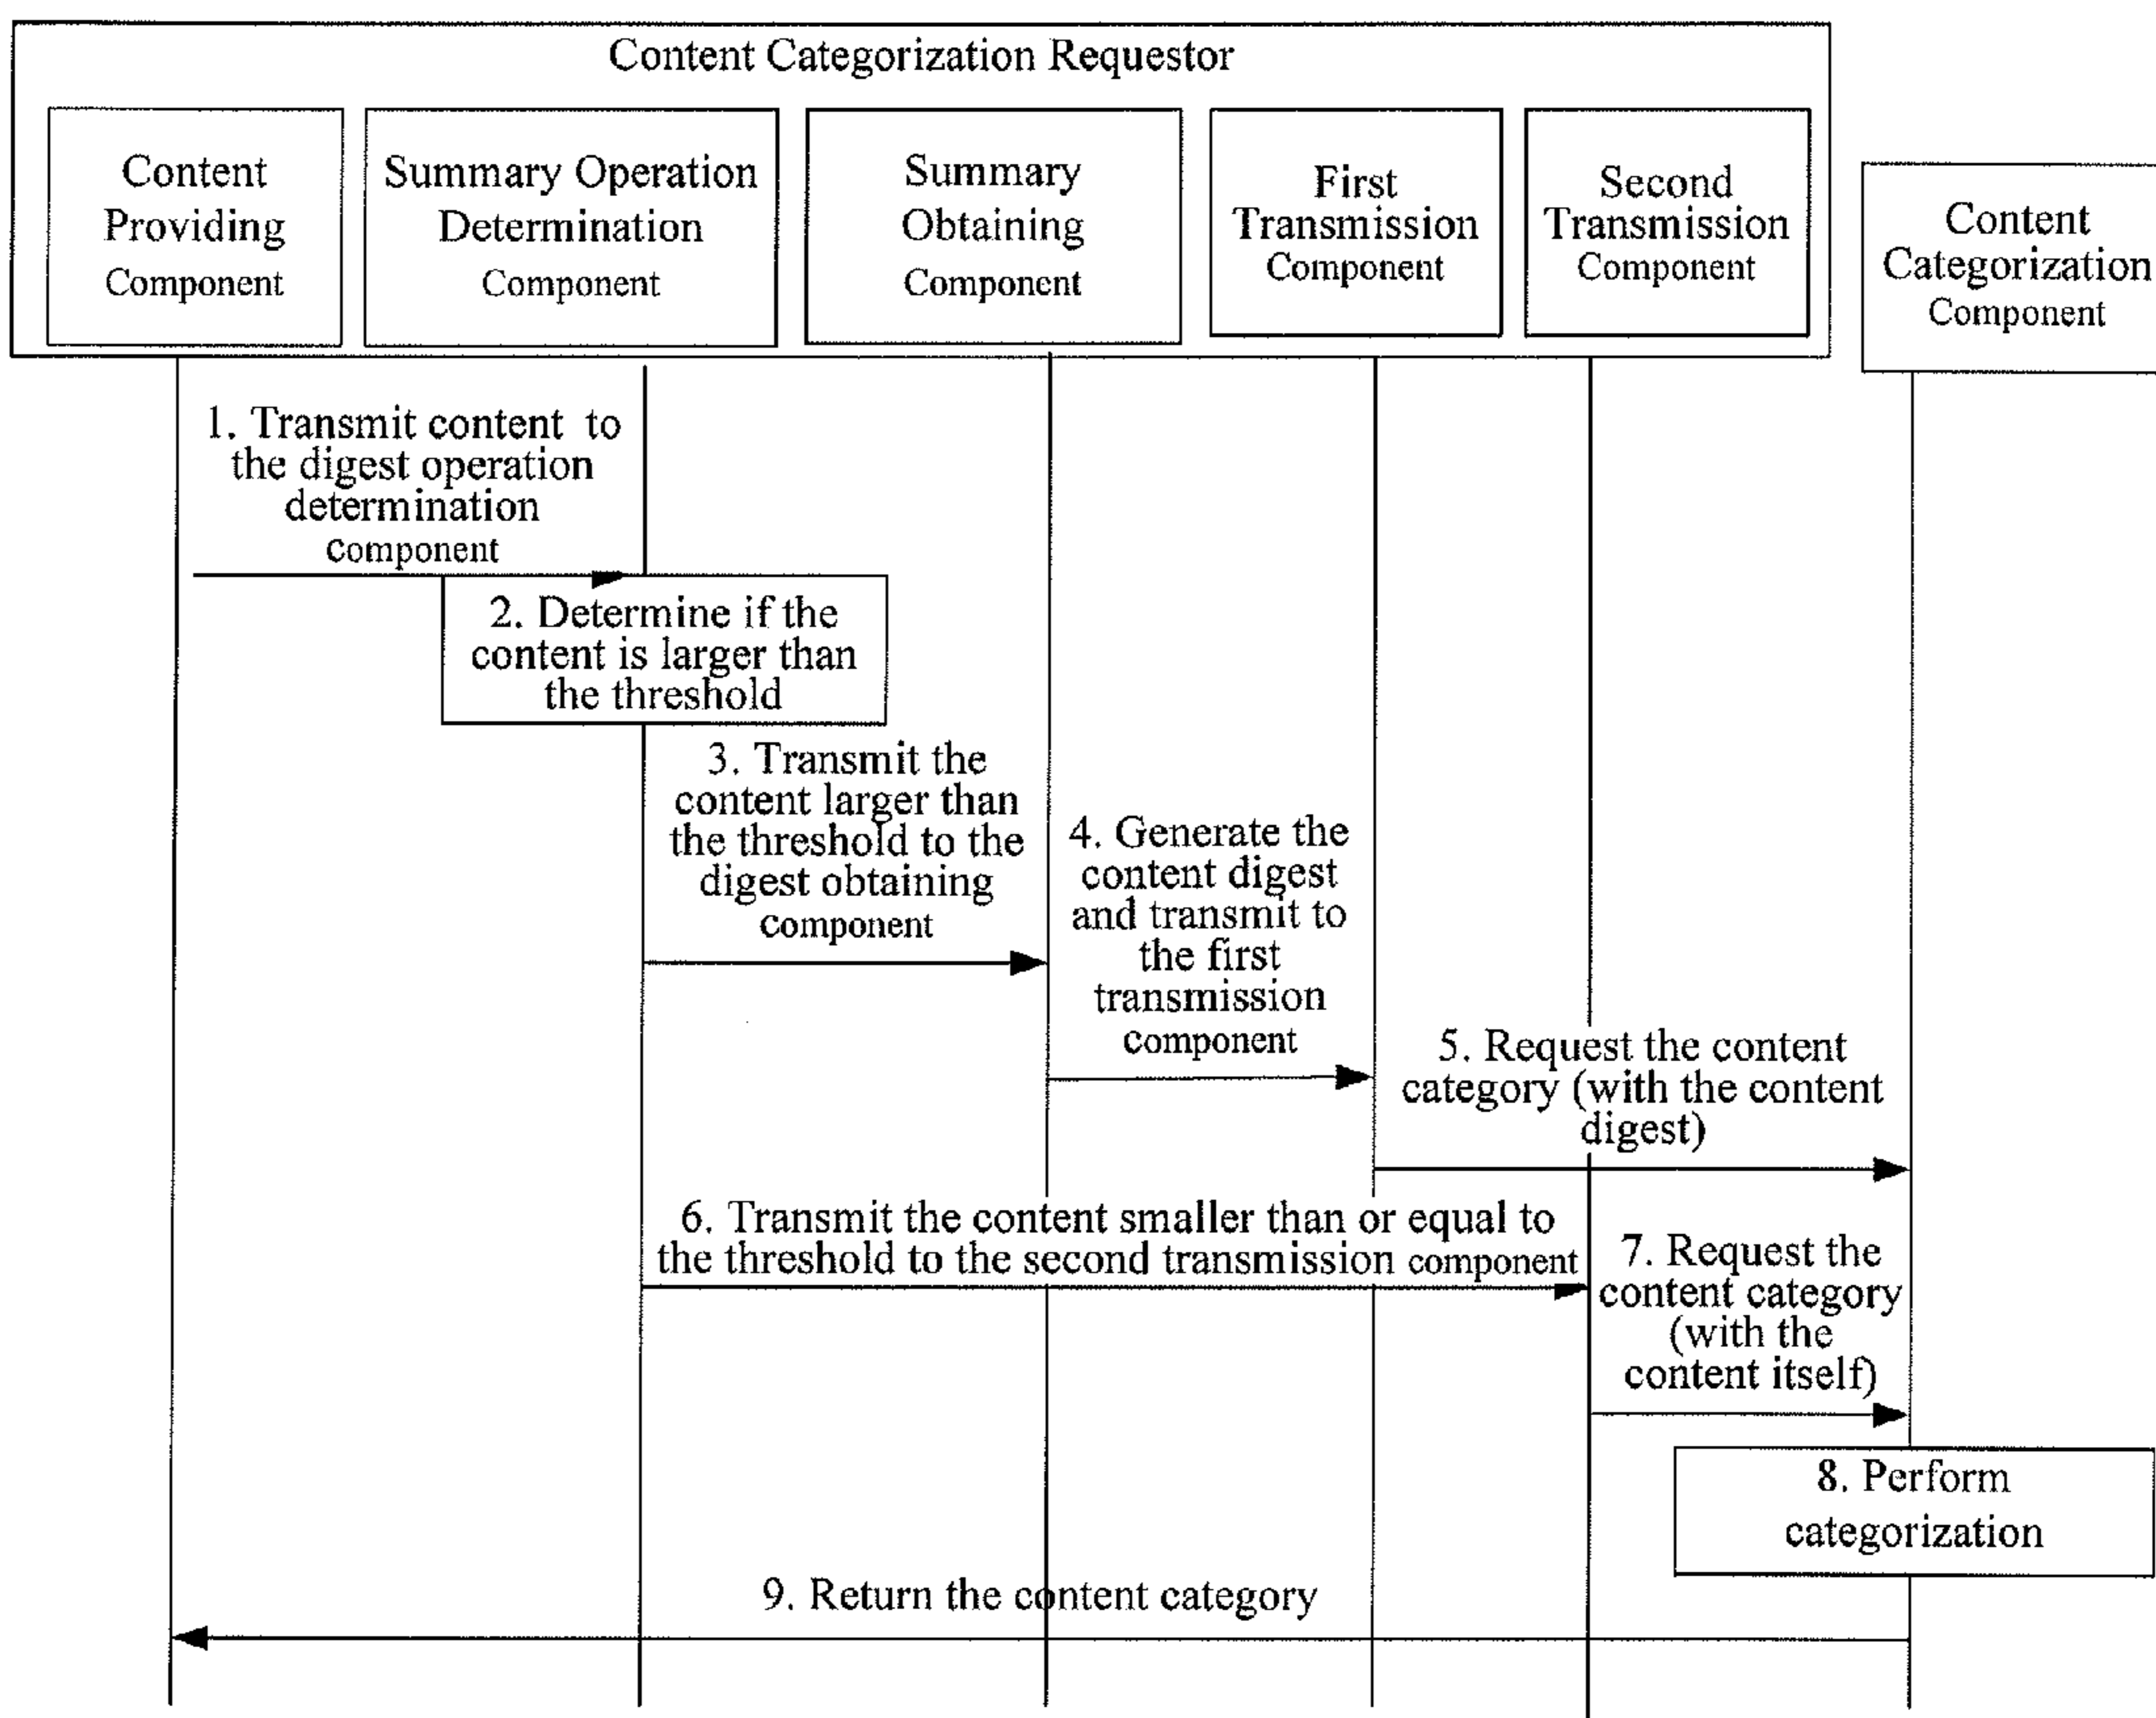 Content Categorization Requestor
Content
Providing
Component
Summary Operation
Determination
Component
Summary
Obtaining
Component
First
Transmission
Component
Second
Transmission
Component
Content
Categorization
Component
1. Transmit content to
the digest operation
determination
component
2. Determine if the
content is larger than
the threshold
3. Transmit the
content larger than
the threshold to the
digest obtaining
component
4. Generate the
content digest
and transmit to
the first
transmission
component
5. Request the content
category (with the content
digest)
6. Transmit the content smaller than or equal to
the threshold to the second transmission component
7. Request the
content category
(with the
content itself)
8. Perform
categorization
9. Return the content category